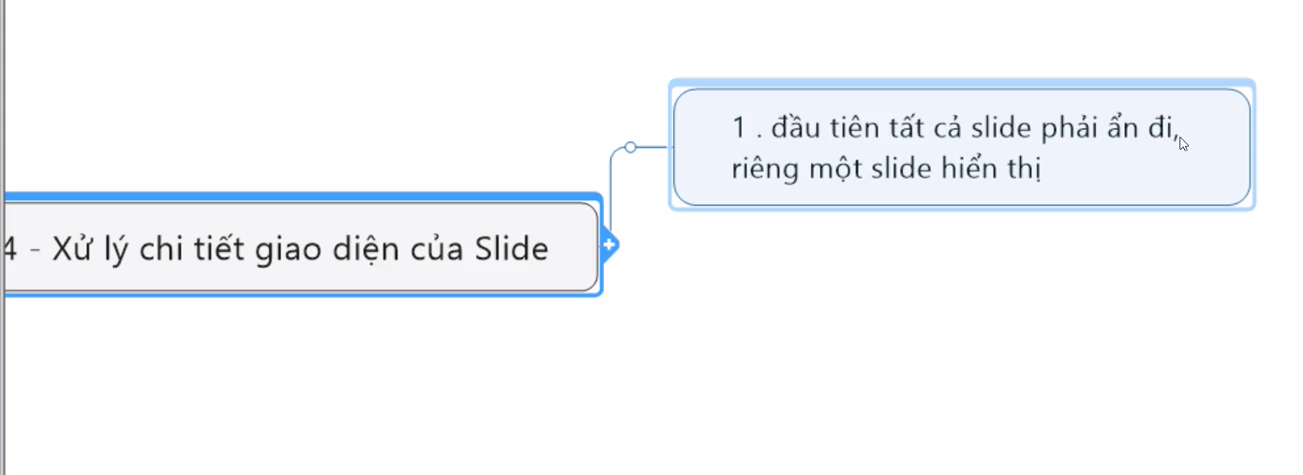 1 . đầu tiên tất cả slide phải ẩn đi,
riêng một slide hiển thị
4 - Xử lý chi tiết giao diện của Slide